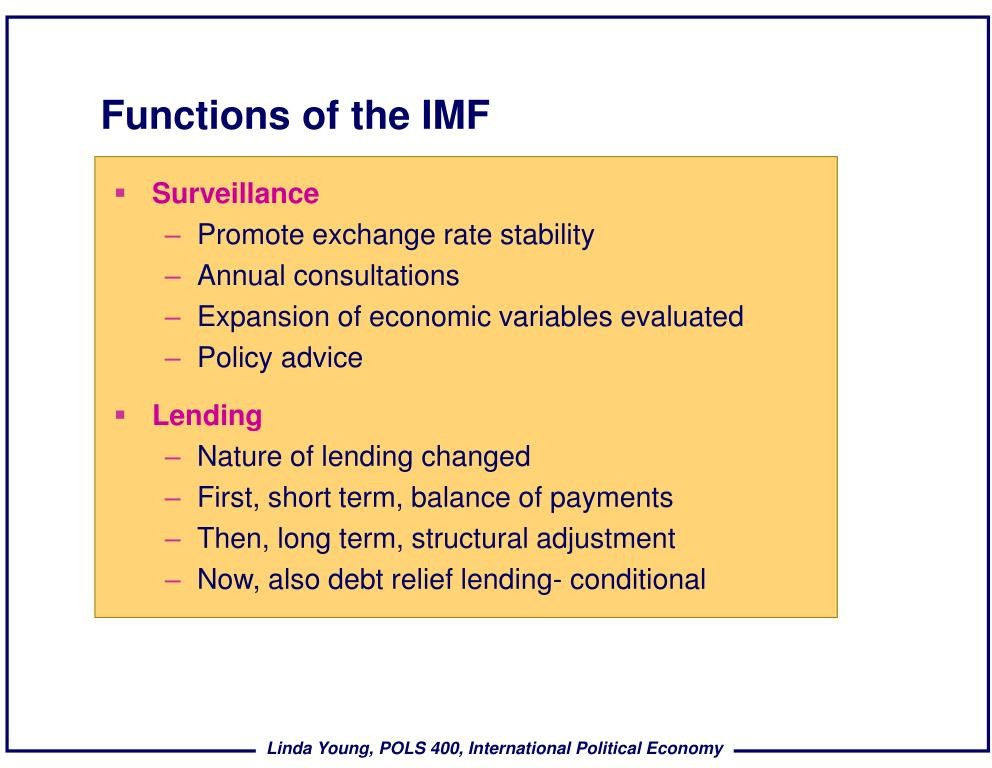 Functions of the IMF
▪ Surveillance
– Promote exchange rate stability
– Annual consultations
– Expansion of economic variables evaluated
– Policy advice
▪ Lending
– Nature of lending changed
– First, short term, balance of payments
– Then, long term, structural adjustment
– Now, also debt relief lending- conditional
Linda Young, POLS 400, International Political Economy